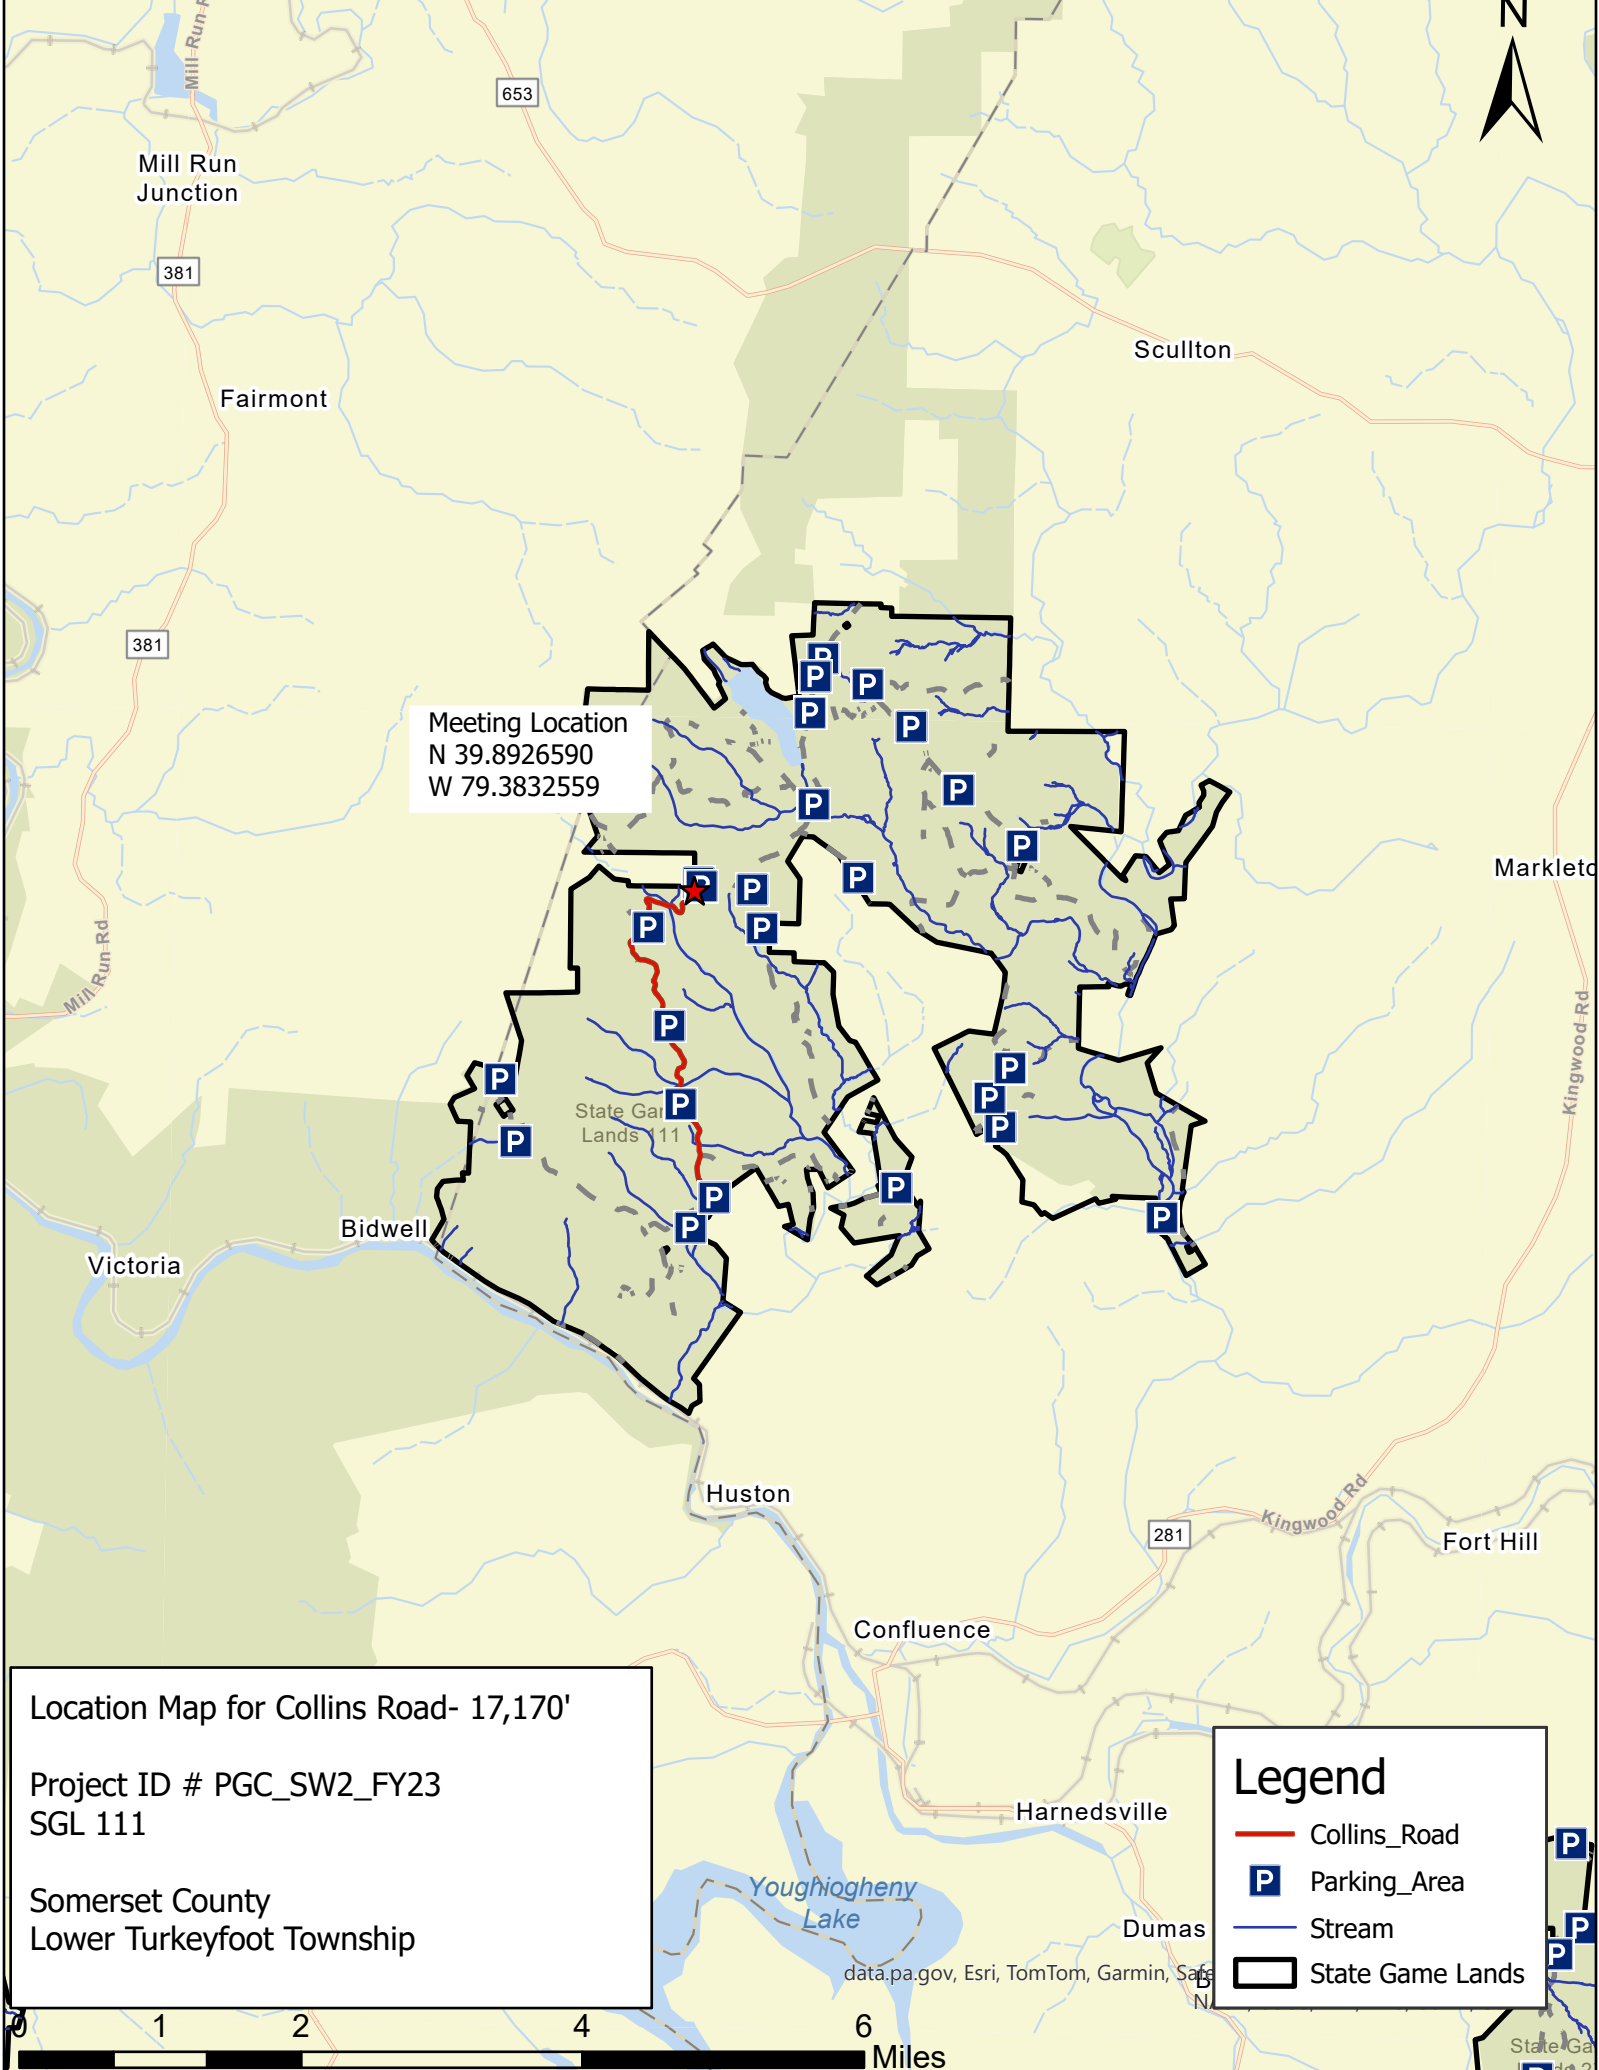 N
Mill Run
653
Mill Run
Junction
381
Scullton
Fairmont
381
Meeting Location
N 39.8926590
W 79.3832559
P
P
P
P
P
P
P
P
P
P
P
P
P
Mill Run Rd
Kingwood Rd
P
P
P
P
P
P
P
P
P
P
P
P
State
Lands 111
Bidwell
Victoria
Huston
Kingwood Rd
281
Fort Hill
Confluence
Location Map for Collins Road- 17,170'
Project ID # PGC_SW2_FY23
SGL 111
Somerset County
Lower Turkeyfoot Township
Harnedsville
Youghiogheny
Lake
Dumas
data.pa.gov, Esri, TomTom, Garmin,
Legend
Collins_Road
P Parking_Area
Stream
State Game Lands
P
P
P
State
0 1 2 4 6
Miles